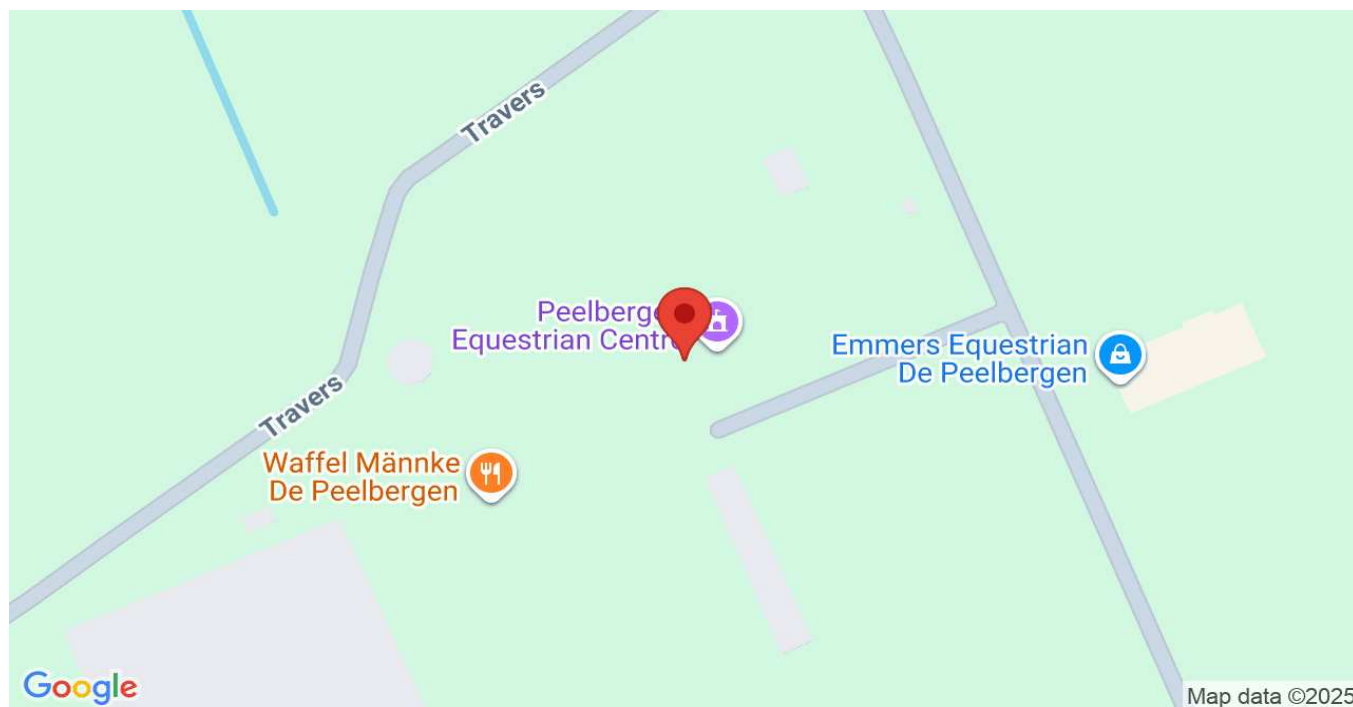 Travers
Peelberge
Equestrian Centr
Emmers Equestrian
De Peelbergen
Travers
Waffel Männke
De Peelbergen
Google
Map data ©2025